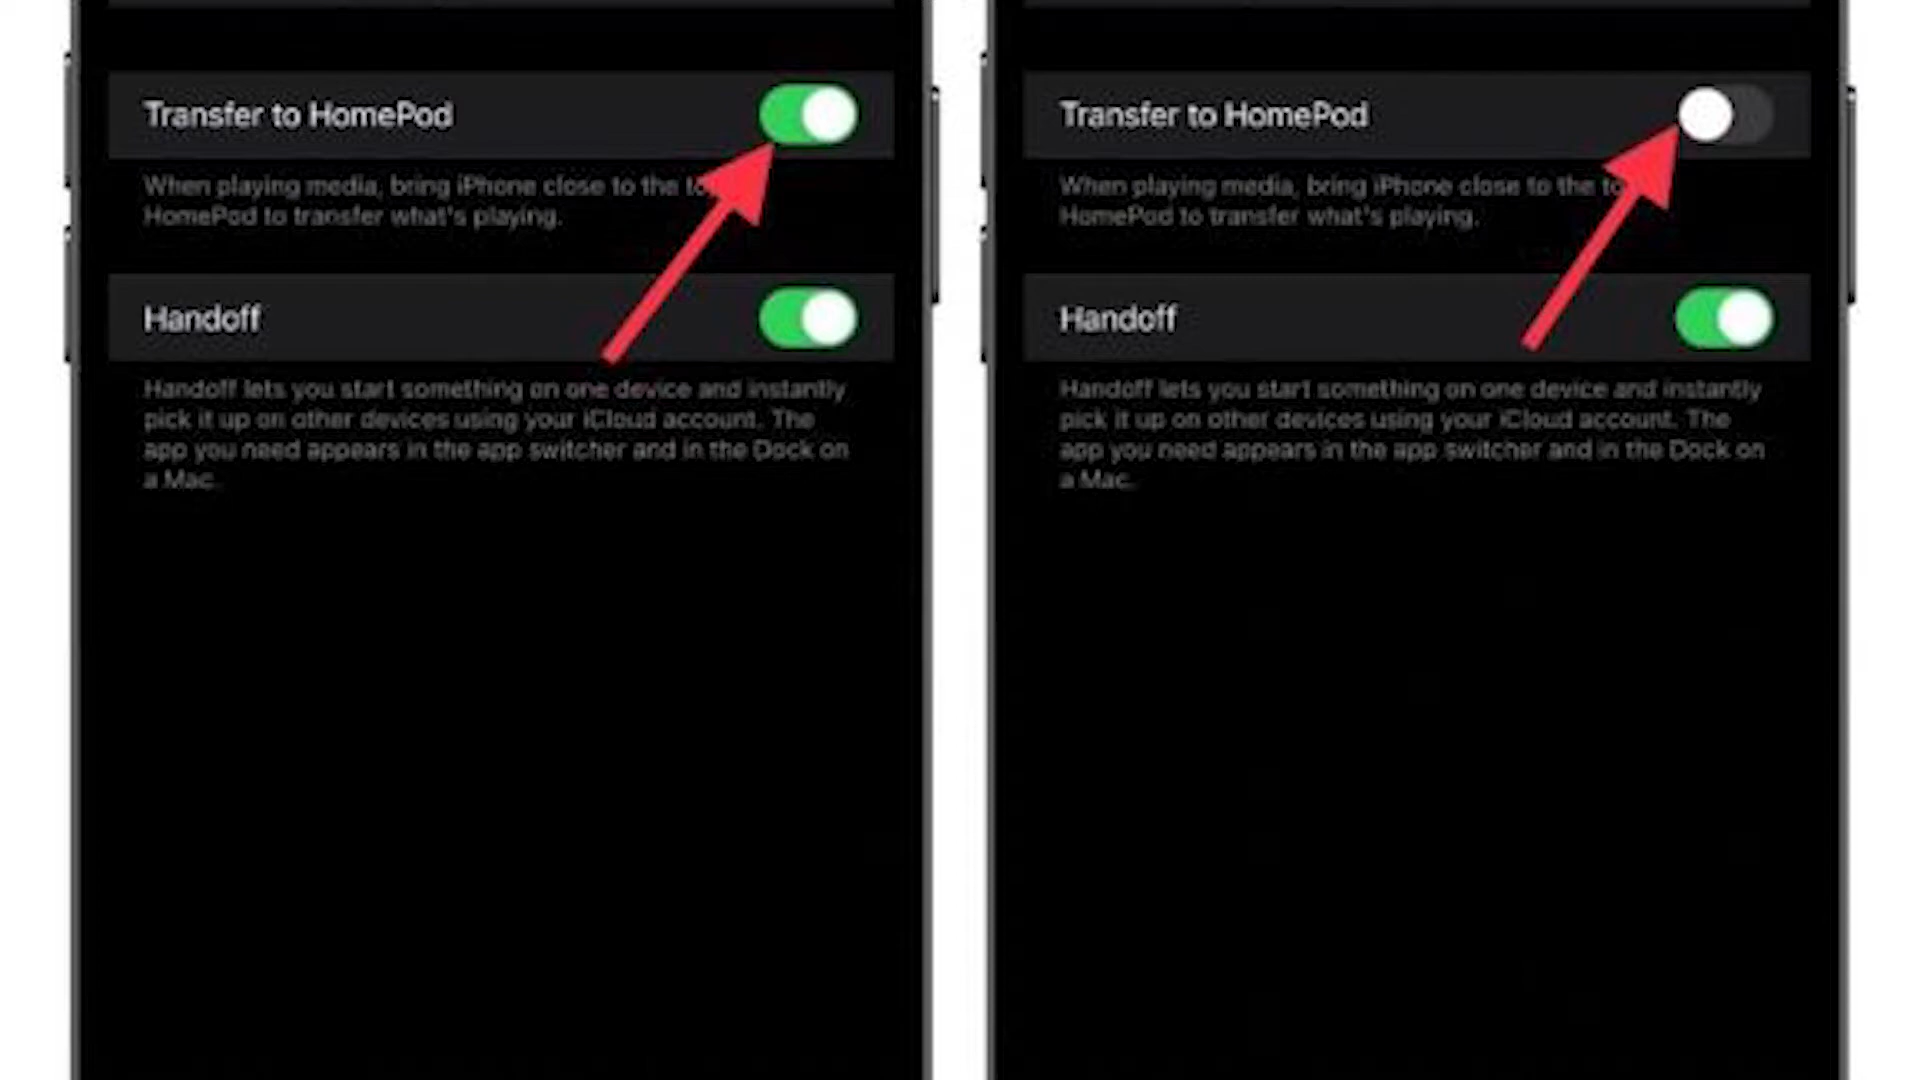 Transfer to HomePod
When playing media, bring iPhone close to the
HomePod to transfer what's playing.
Handoff
Handoff lets you start something on one device and instantly
pick it up on other devices using your iCloud account. The
app you need appears in the app switcher and in the Dock on
a Mac.
Transfer to HomePod
When playing media, bring iPhone close to the
HomePod to transfer what's playing.
Handoff
Handoff lets you start something on one device and instantly
pick it up on other devices using your iCloud account. The
app you need appears in the app switcher and in the Dock on
a Mac.